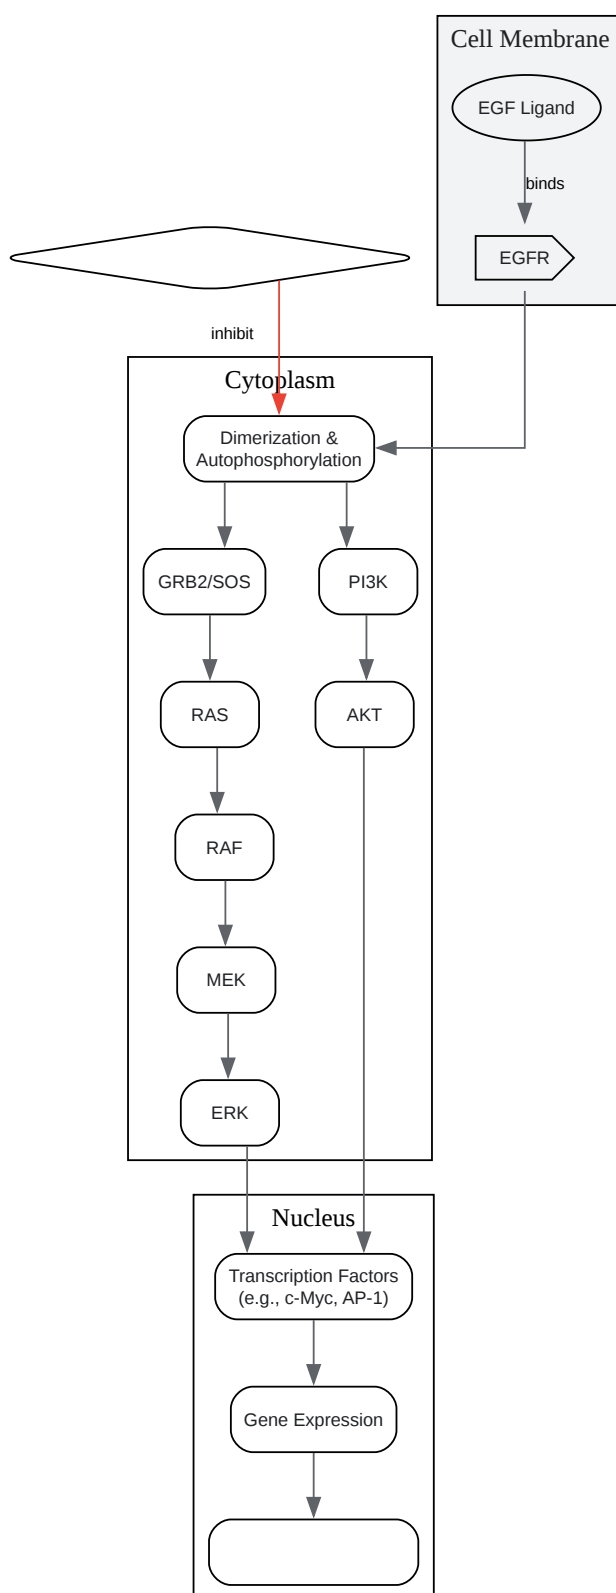 Cell Membrane
EGF Ligand
binds
EGFR
inhibit
Cytoplasm
Dimerization &
Autophosphorylation
GRB2/SOS
PI3K
RAS
AKT
RAF
MEK
ERK
Nucleus
Transcription Factors
(e.g., c-Myc, AP-1)
Gene Expression